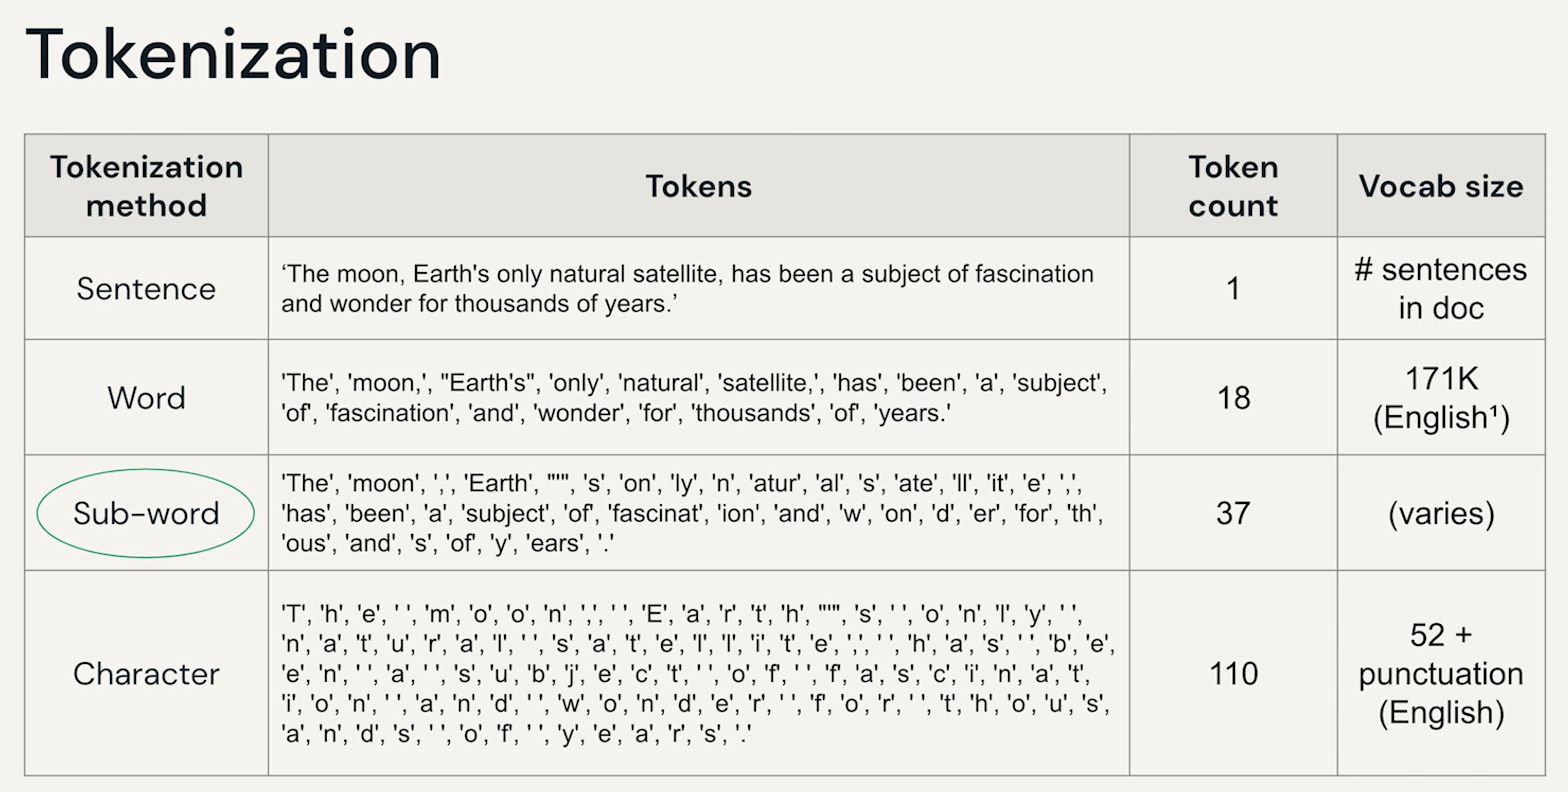 Tokenization
Tokenization method
Tokens
Token count
Vocab size
Sentence
‘The moon, Earth's only natural satellite, has been a subject of fascination
and wonder for thousands of years.’
1
# sentences
in doc
Word
'The', 'moon,', "Earth's", 'only', 'natural', 'satellite,', 'has', 'been', 'a', 'subject',
'of', 'fascination', 'and', 'wonder', 'for', 'thousands', 'of', 'years.'
18
171K
(English¹)
Sub-word
'The', 'moon', ',', 'Earth', "'", 's', 'on', 'ly', 'n', 'atur', 'al', 's', 'ate', 'll', 'it', 'e', ',',
'has', 'been', 'a', 'subject', 'of', 'fascinat', 'ion', 'and', 'w', 'on', 'd', 'er', 'for', 'th',
'ous', 'and', 's', 'of', 'y', 'ears', '.'
37
(varies)
Character
'T', 'h', 'e', ' ', 'm', 'o', 'o', 'n', ',', ' ', 'E', 'a', 'r', 't', 'h', "'", 's', ' ', 'o', 'n', 'l', 'y', ' ',
'n', 'a', 't', 'u', 'r', 'a', 'l', ' ', 's', 'a', 't', 'e', 'l', 'l', 'i', 't', 'e', ',', ' ', 'h', 'a', 's', ' ', 'b', 'e',
'e', 'n', ' ', 'a', ' ', 's', 'u', 'b', 'j', 'e', 'c', 't', ' ', 'o', 'f', ' ', 'f', 'a', 's', 'c', 'i', 'n', 'a', 't',
'i', 'o', 'n', ' ', 'a', 'n', 'd', ' ', 'w', 'o', 'n', 'd', 'e', 'r', ' ', 'f', 'o', 'r', ' ', 't', 'h', 'o', 'u', 's',
'a', 'n', 'd', 's', ' ', 'o', 'f', ' ', 'y', 'e', 'a', 'r', 's', '.'
110
52 +
punctuation
(English)